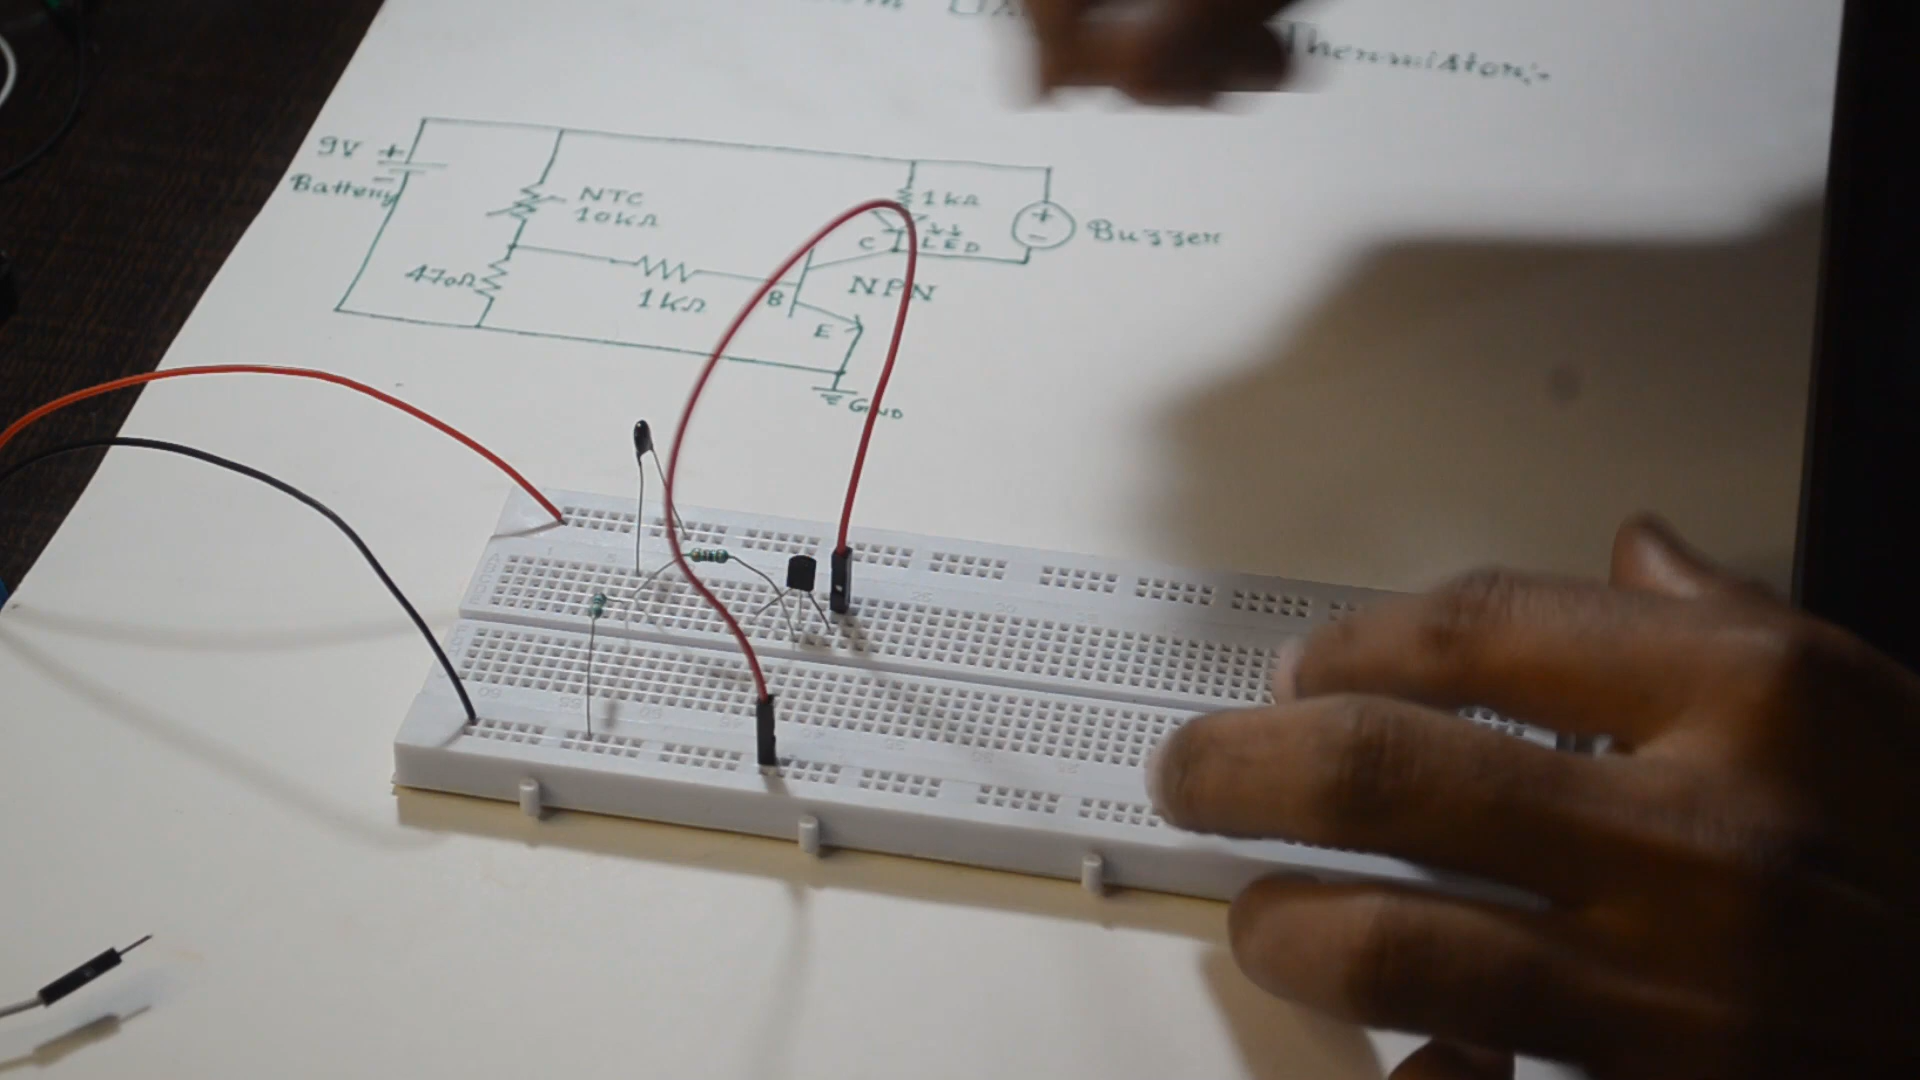 Thermistor:-
9V +
-
Battery
NTC
10kΩ
470Ω
1kΩ
B
C
E
NPN
1kΩ
LED
+
-
Buzzer
GND